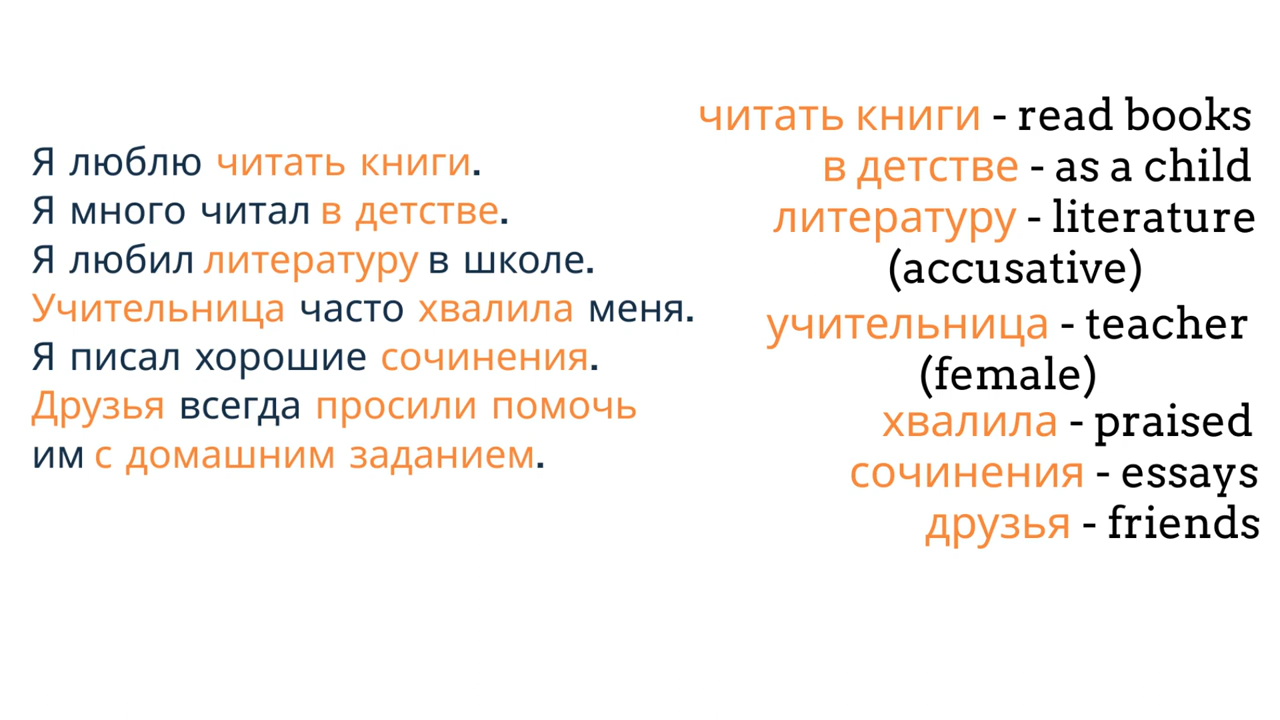 Я люблю читать книги.
Я много читал в детстве.
Я любил литературу в школе.
Учительница часто хвалила меня.
Я писал хорошие сочинения.
Друзья всегда просили помочь
им с домашним заданием.
читать книги - read books
в детстве - as a child
литературу - literature
(accusative)
учительница - teacher
(female)
хвалила - praised
сочинения - essays
друзья - friends